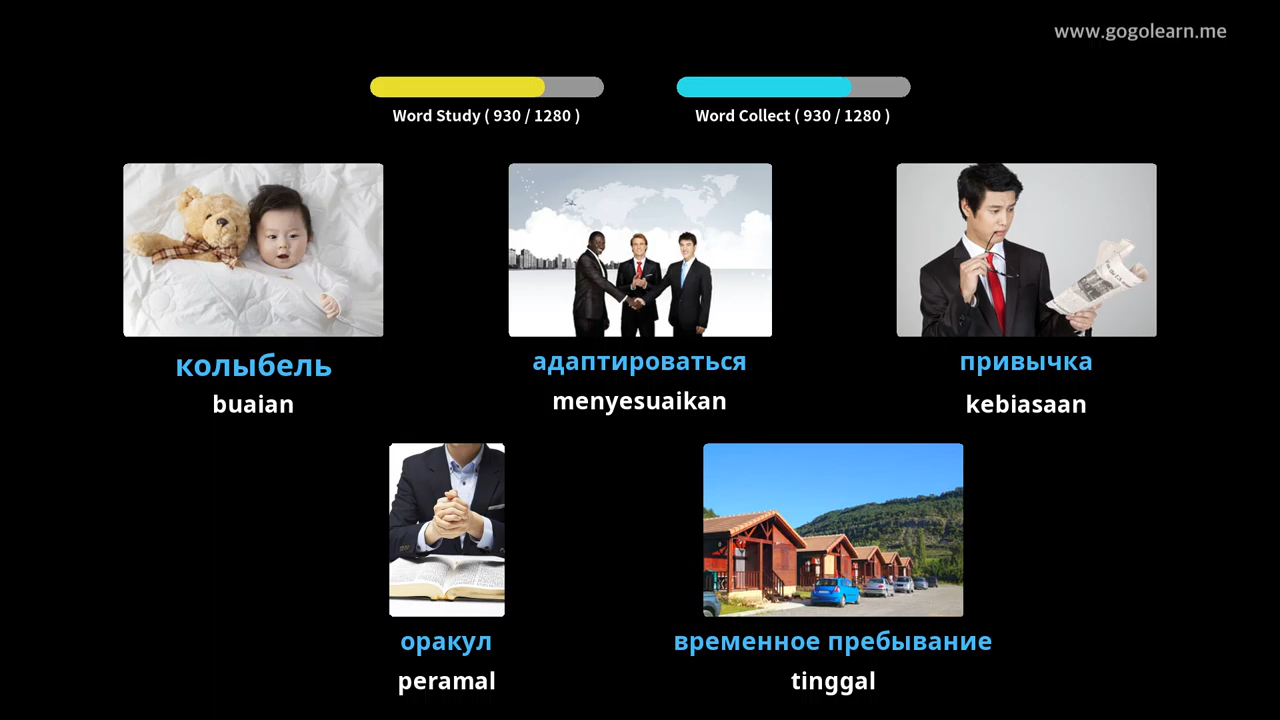 www.gogolearn.me
Word Study ( 930 / 1280 )
Word Collect ( 930 / 1280 )
колыбель
buaian
адаптироваться
menyesuaikan
привычка
kebiasaan
оракул
peramal
временное пребывание
tinggal